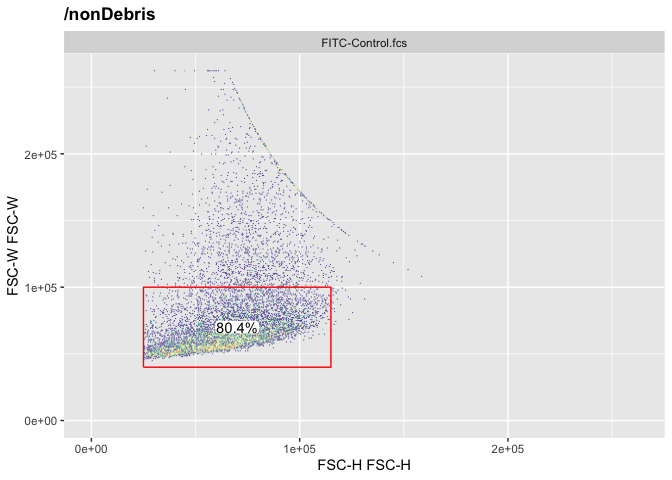 /nonDebris
FITC-Control.fcs
2e+05
1e+05
0e+00
FSC-W FSC-W
80.4%
0e+00
1e+05
2e+05
FSC-H FSC-H